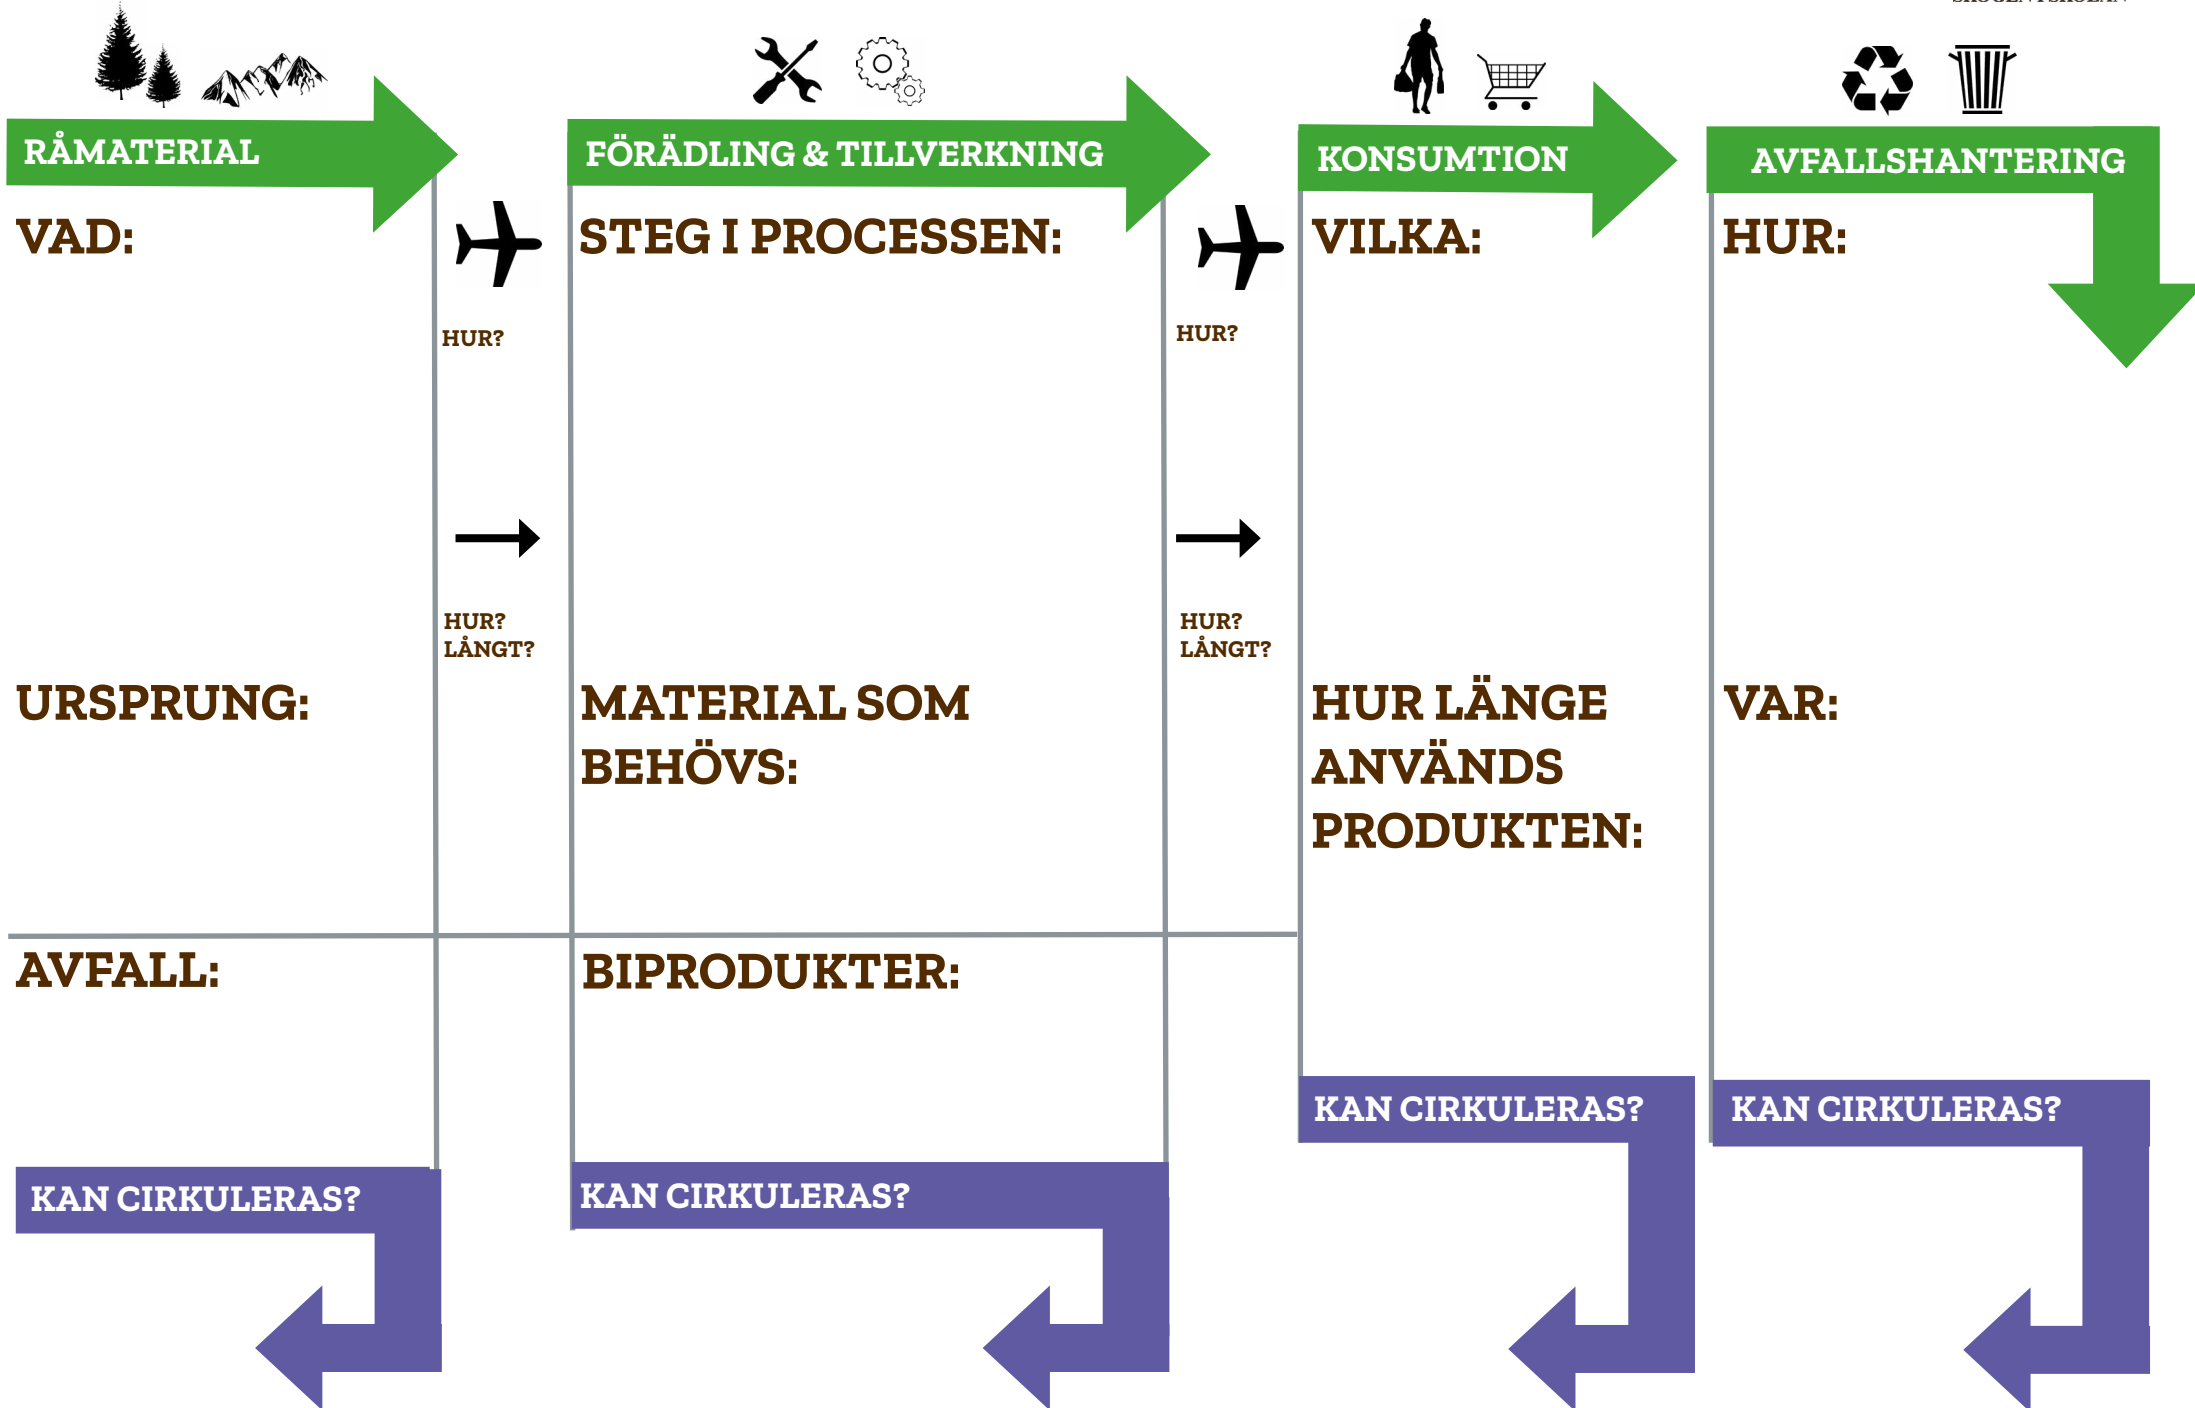 RÅMATERIAL
VAD:
URSPRUNG:
AVFALL:
KAN CIRKULERAS?
HUR?
HUR?
LÅNGT?
FÖRÄDLING & TILLVERKNING
STEG I PROCESSEN:
MATERIAL SOM
BEHÖVS:
BIPRODUKTER:
KAN CIRKULERAS?
HUR?
HUR?
LÅNGT?
KONSUMTION
VILKA:
HUR LÄNGE
ANVÄNDS
PRODUKTEN:
KAN CIRKULERAS?
AVFALLSHANTERING
HUR:
VAR:
KAN CIRKULERAS?